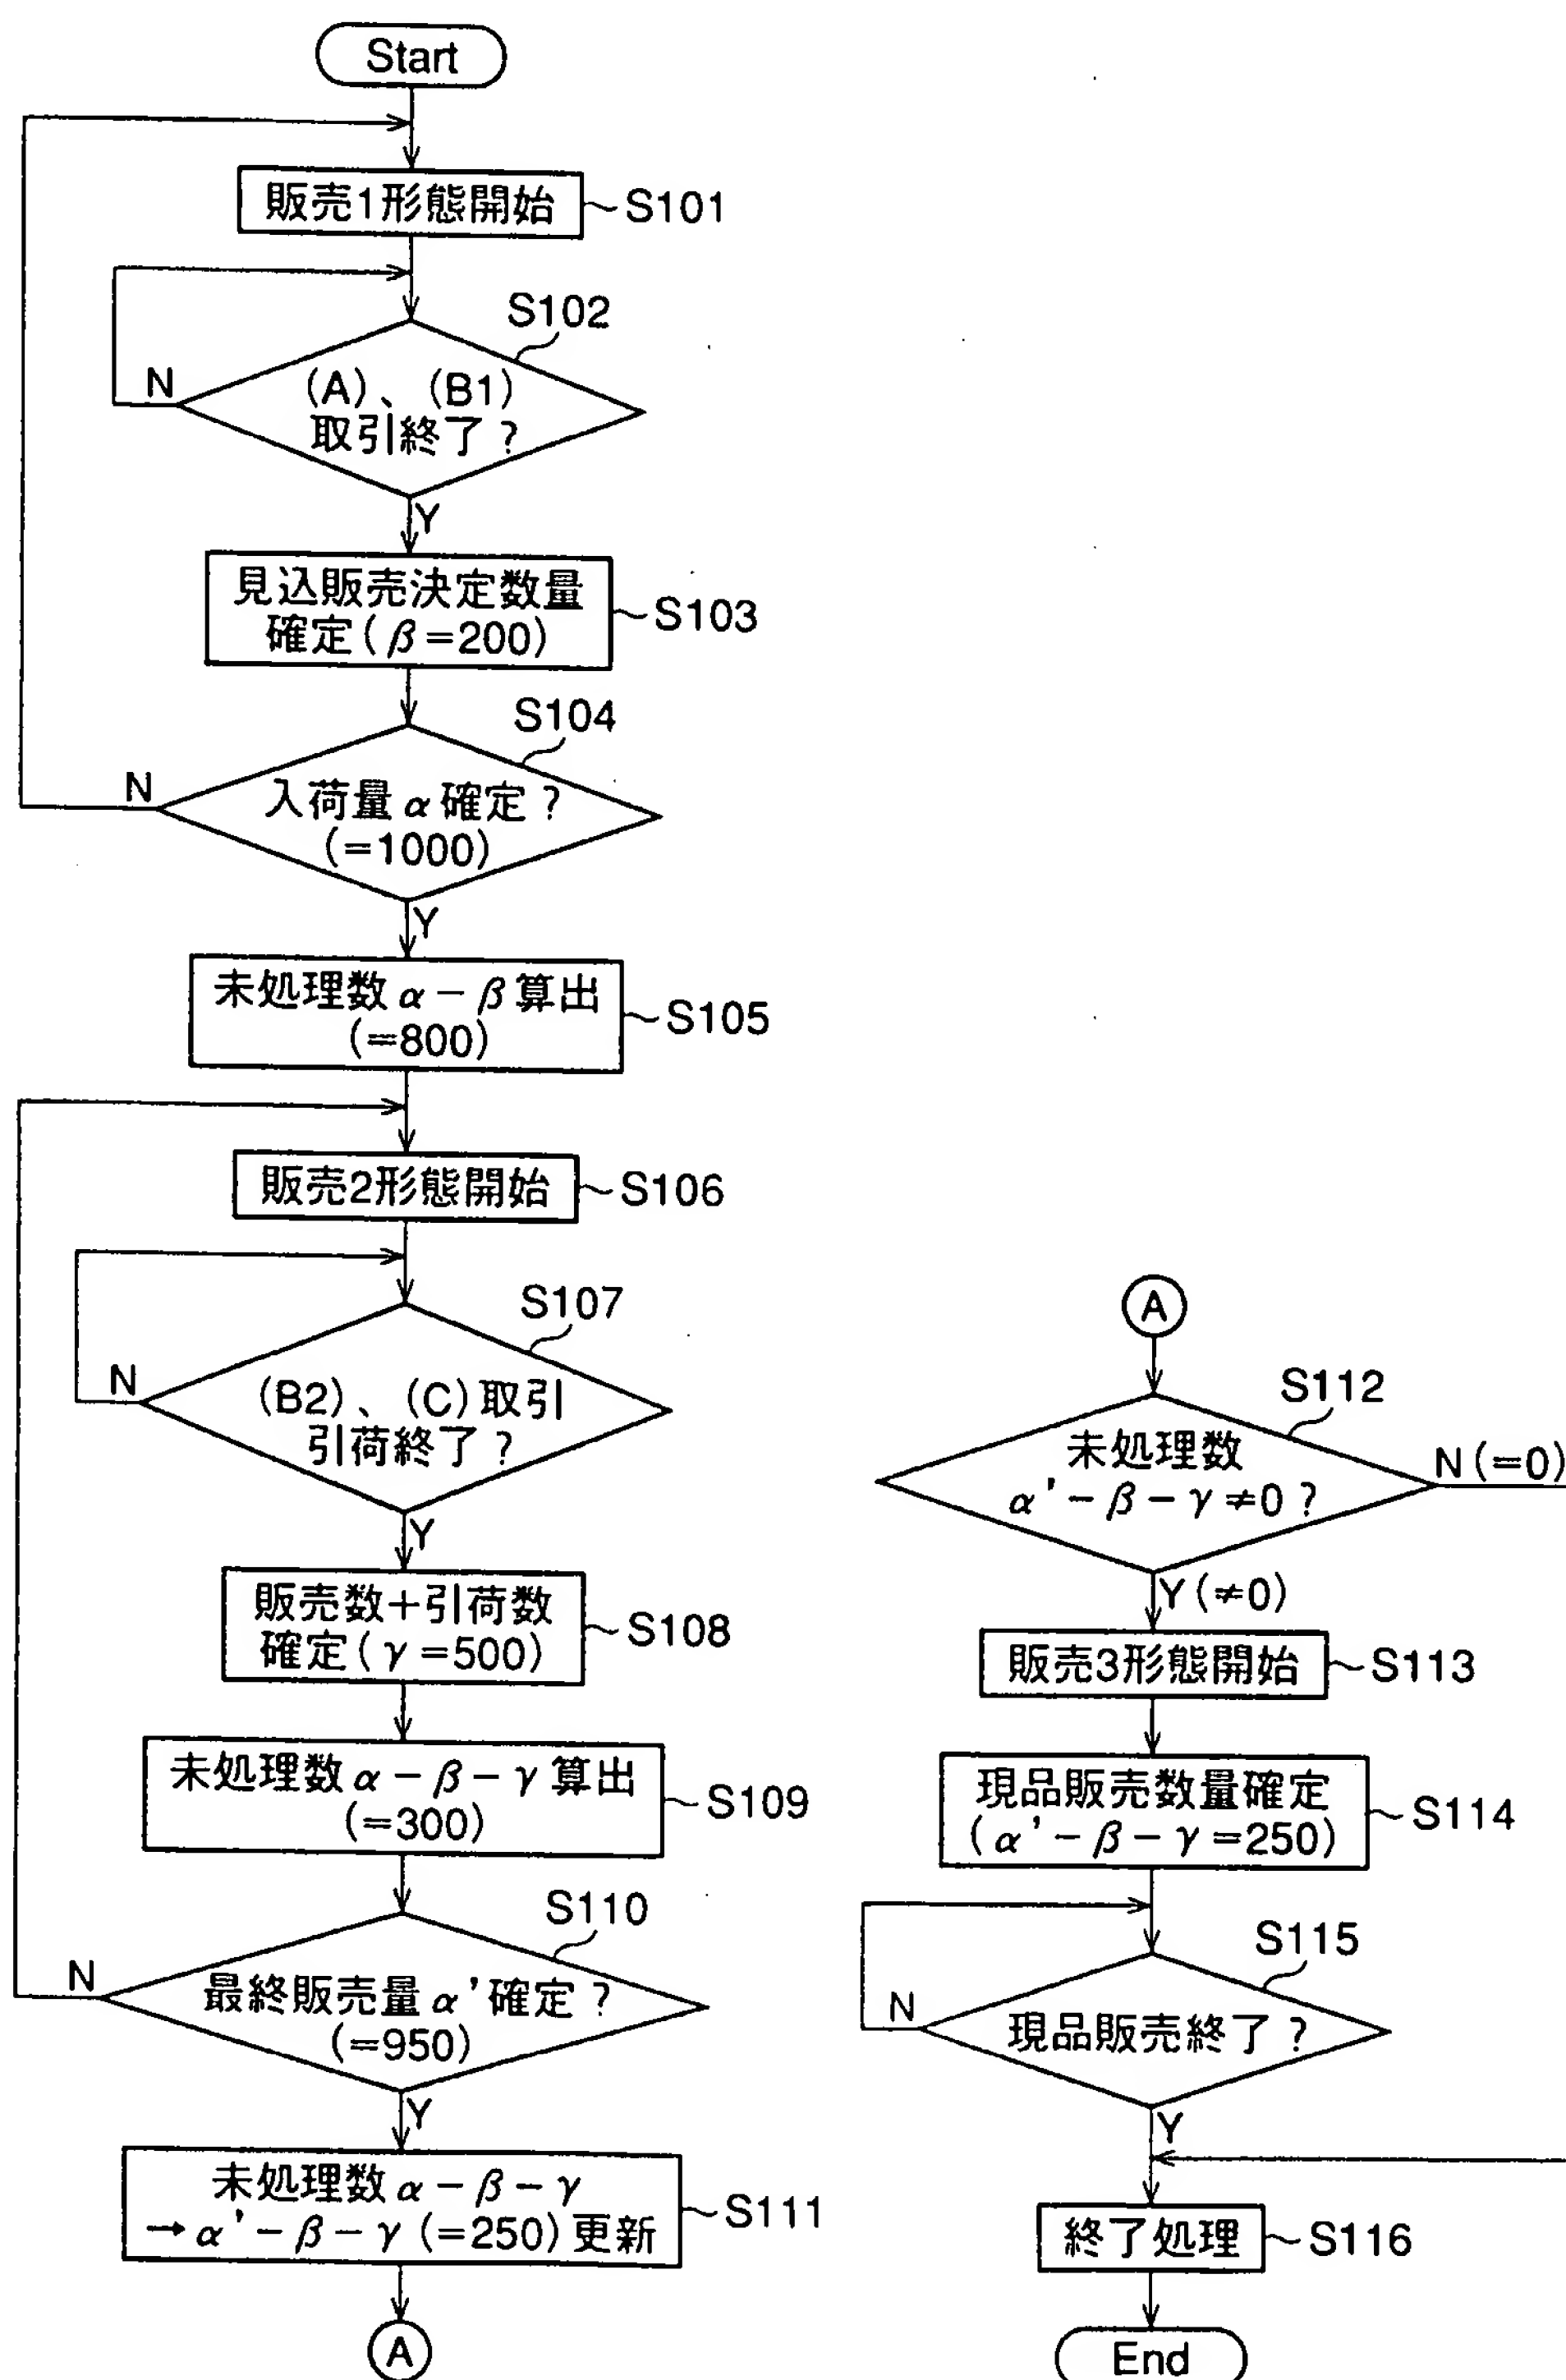 Start
販売1形態開始
S101
S102
N
(A)、(B1)
取引終了?
Y
見込販売決定数量
確定(β=200)
S103
S104
N
入荷量α確定?
(=1000)
Y
未処理数α-β算出
(=800)
S105
販売2形態開始
S106
S107
N
(B2)、(C)取引
引荷終了?
Y
販売数+引荷数
確定(γ=500)
S108
未処理数α-β-γ算出
(=300)
S109
S110
N
最終販売量α'確定?
(=950)
Y
未処理数α-β-γ
→α'-β-γ(=250)更新
S111
A
A
S112
未処理数
α'-β-γ≠0?
N(=0)
Y(≠0)
販売3形態開始
S113
現品販売数量確定
(α'-β-γ=250)
S114
S115
N
現品販売終了?
Y
終了処理
S116
End